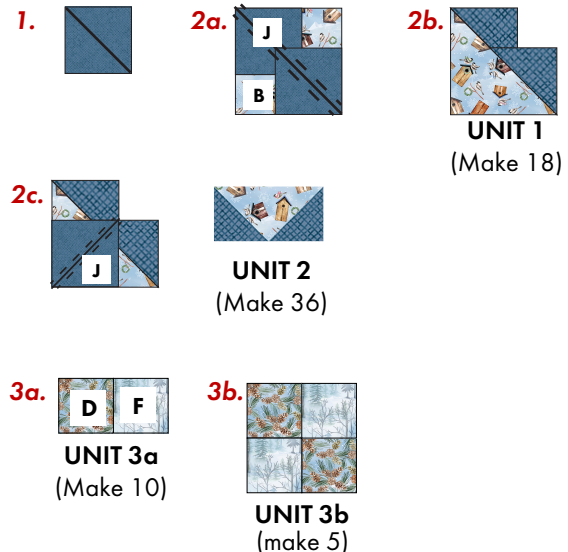 1.
2a.
J
B
2b.
UNIT 1
(Make 18)
2c.
J
UNIT 2
(Make 36)
3a.
D F
UNIT 3a
(Make 10)
3b.
UNIT 3b
(make 5)